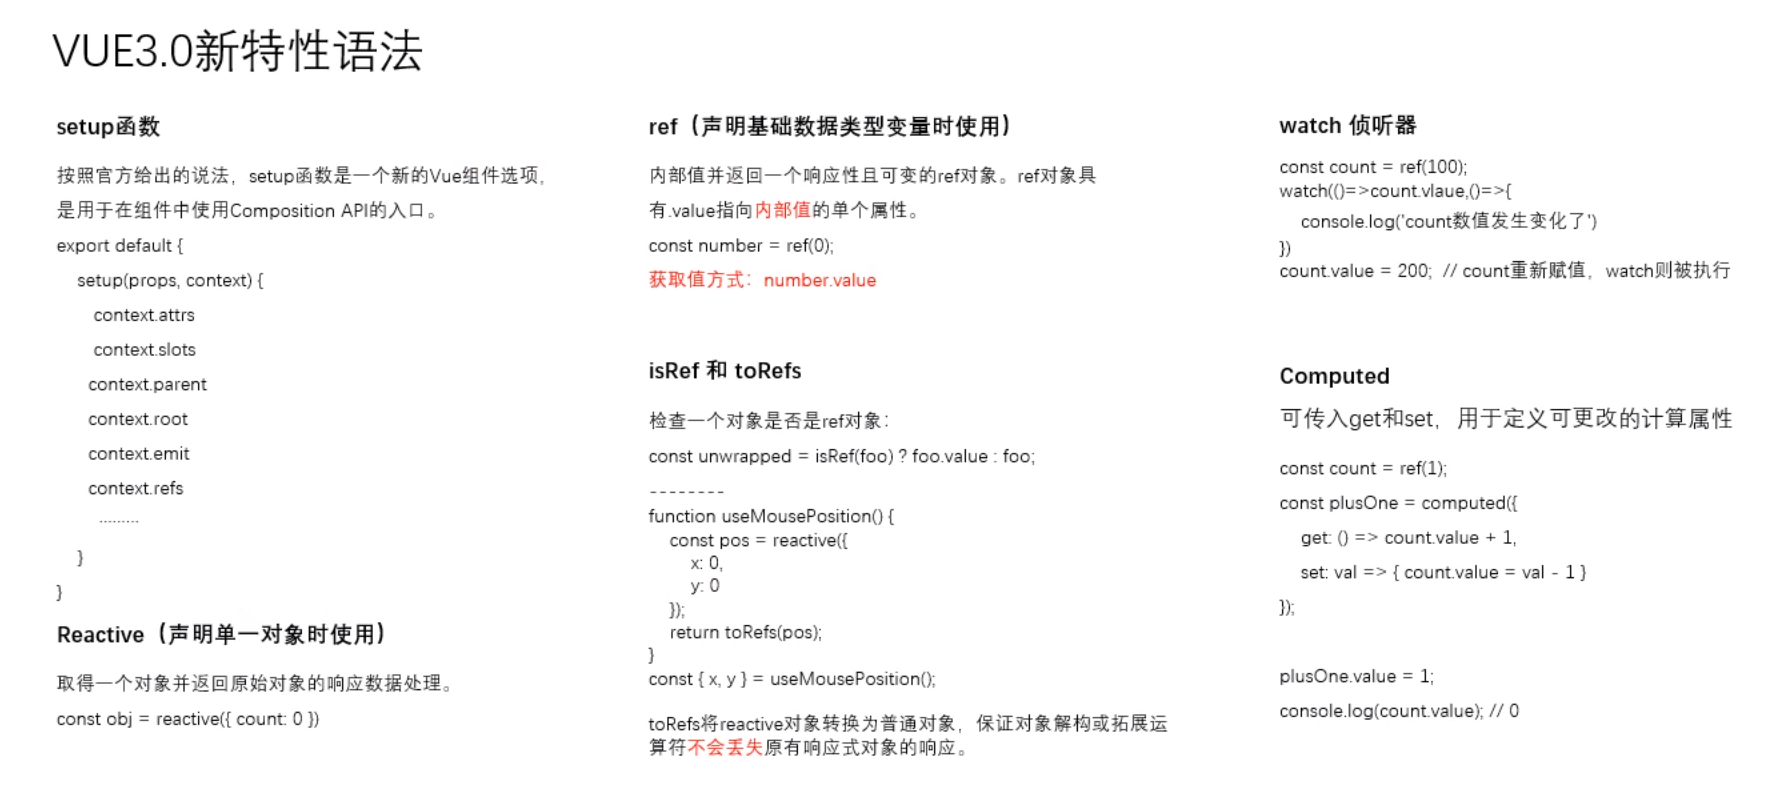 VUE3.0新特性语法
setup函数
按照官方给出的说法，setup函数是一个新的Vue组件选项，
是用于在组件中使用Composition API的入口。
export default {
setup(props, context) {
context.attrs
context.slots
context.parent
context.root
context.emit
context.refs
.........
}
}
Reactive（声明单一对象时使用）
取得一个对象并返回原始对象的响应数据处理。
const obj = reactive({ count: 0 })
ref（声明基础数据类型变量时使用）
内部值并返回一个响应性且可变的ref对象。ref对象具
有.value指向内部值的单个属性。
const number = ref(0);
获取值方式：number.value
isRef 和 toRefs
检查一个对象是否是ref对象：
const unwrapped = isRef(foo) ? foo.value : foo;
--------
function useMousePosition() {
const pos = reactive({
x: 0,
y: 0
});
return toRefs(pos);
}
const { x, y } = useMousePosition();
toRefs将reactive对象转换为普通对象，保证对象解构或拓展运
算符不会丢失原有响应式对象的响应。
watch 侦听器
const count = ref(100);
watch(()=>count.vlaue,()=>{
console.log('count数值发生变化了')
})
count.value = 200; // count重新赋值，watch则被执行
Computed
可传入get和set，用于定义可更改的计算属性
const count = ref(1);
const plusOne = computed({
get: () => count.value + 1,
set: val => { count.value = val - 1 }
});
plusOne.value = 1;
console.log(count.value); // 0